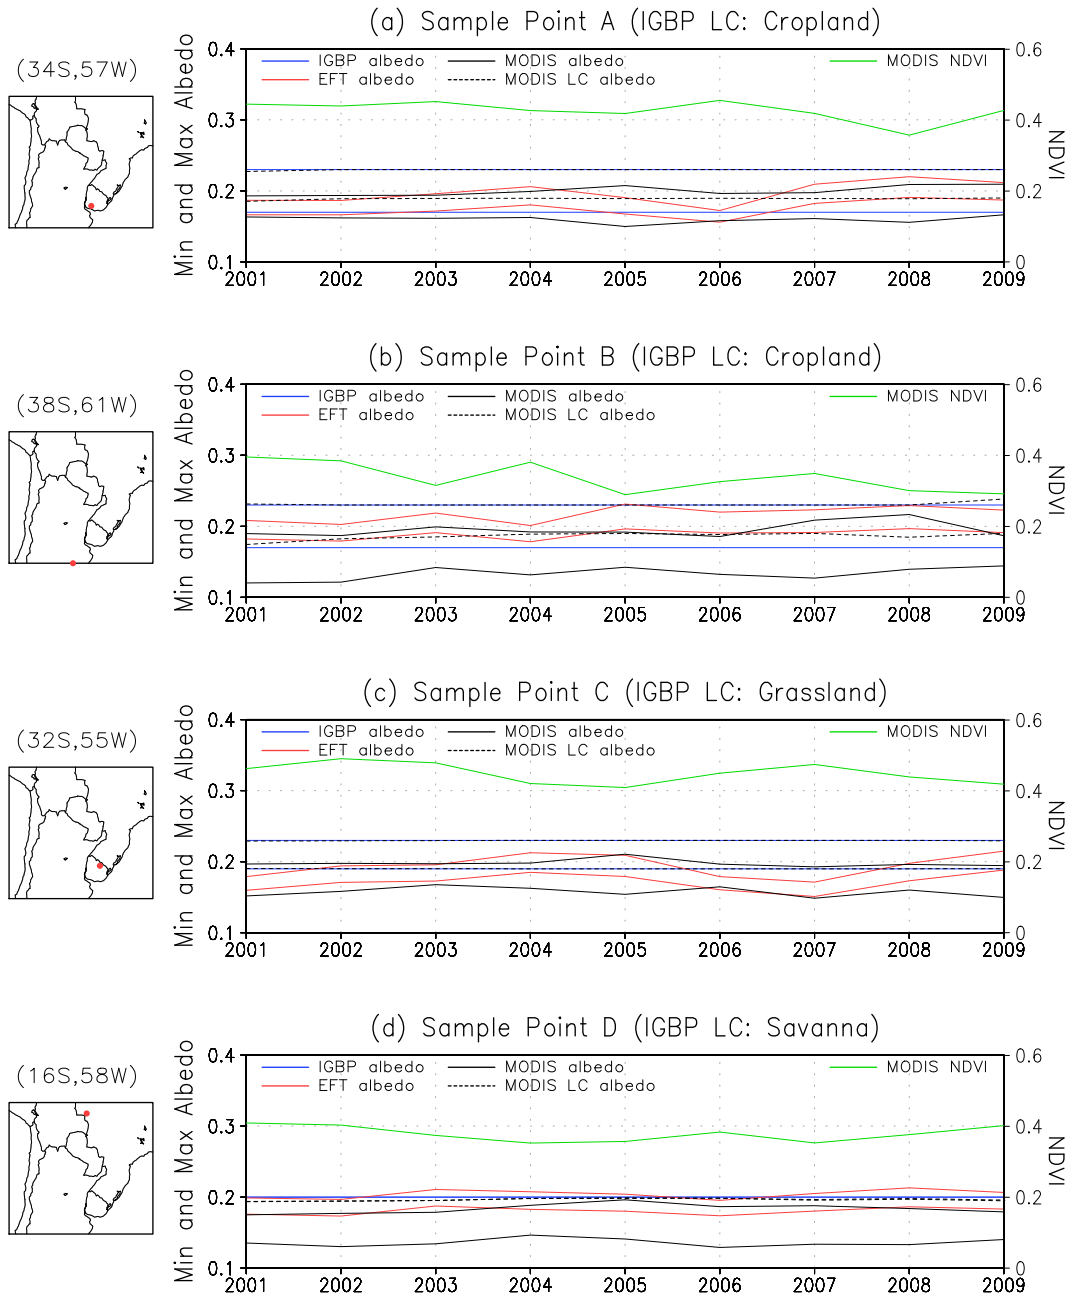 (a) Sample Point A (IGBP LC: Cropland)
(34S,57W)
Min and Max Albedo
0.4
0.3
0.2
0.1
IGBP albedo
EFT albedo
MODIS albedo
MODIS LC albedo
MODIS NDVI
0.6
0.4
0.2
0
NDVI
2001 2002 2003 2004 2005 2006 2007 2008 2009
(b) Sample Point B (IGBP LC: Cropland)
(38S,61W)
Min and Max Albedo
0.4
0.3
0.2
0.1
IGBP albedo
EFT albedo
MODIS albedo
MODIS LC albedo
MODIS NDVI
0.6
0.4
0.2
0
NDVI
2001 2002 2003 2004 2005 2006 2007 2008 2009
(c) Sample Point C (IGBP LC: Grassland)
(32S,55W)
Min and Max Albedo
0.4
0.3
0.2
0.1
IGBP albedo
EFT albedo
MODIS albedo
MODIS LC albedo
MODIS NDVI
0.6
0.4
0.2
0
NDVI
2001 2002 2003 2004 2005 2006 2007 2008 2009
(d) Sample Point D (IGBP LC: Savanna)
(16S,58W)
Min and Max Albedo
0.4
0.3
0.2
0.1
IGBP albedo
EFT albedo
MODIS albedo
MODIS LC albedo
MODIS NDVI
0.6
0.4
0.2
0
NDVI
2001 2002 2003 2004 2005 2006 2007 2008 2009